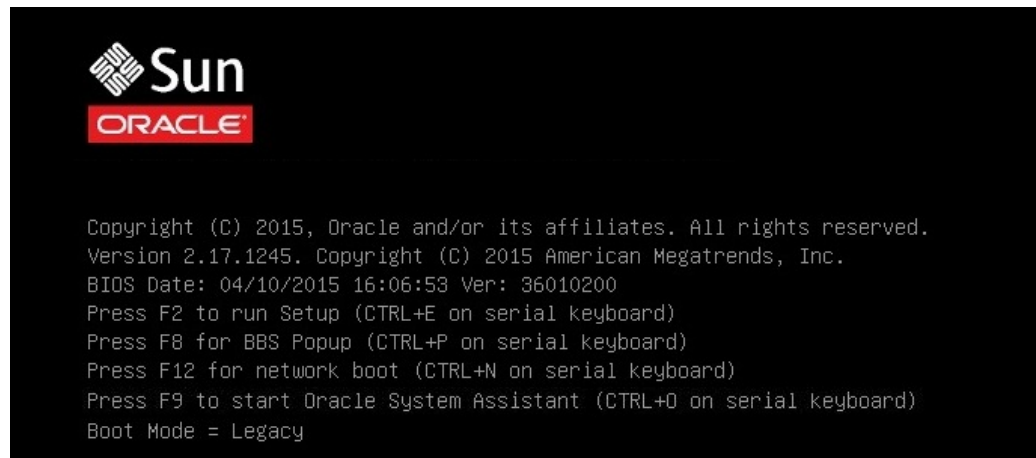 Sun
ORACLE
Copyright (C) 2015, Oracle and/or its affiliates. All rights reserved.
Version 2.17.1245. Copyright (C) 2015 American Megatrends, Inc.
BIOS Date: 04/10/2015 16:06:53 Ver: 36010200
Press F2 to run Setup (CTRL+E on serial keyboard)
Press F8 for BBS Popup (CTRL+P on serial keyboard)
Press F12 for network boot (CTRL+N on serial keyboard)
Press F9 to start Oracle System Assistant (CTRL+O on serial keyboard)
Boot Mode = Legacy